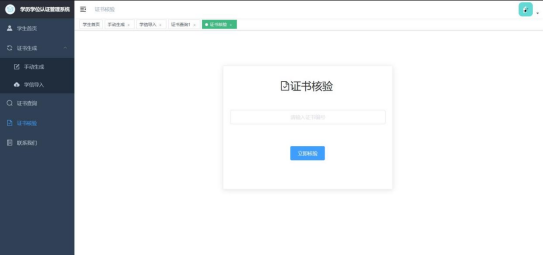 学历学位认证管理系统
证书核验
学生首页 手动生成 × 学信导入 × 证书查询 × 证书核验 ×
学生首页
证书生成
手动生成
学信导入
证书查询
证书核验
联系我们
证书核验
请输入证书编号
立即核验